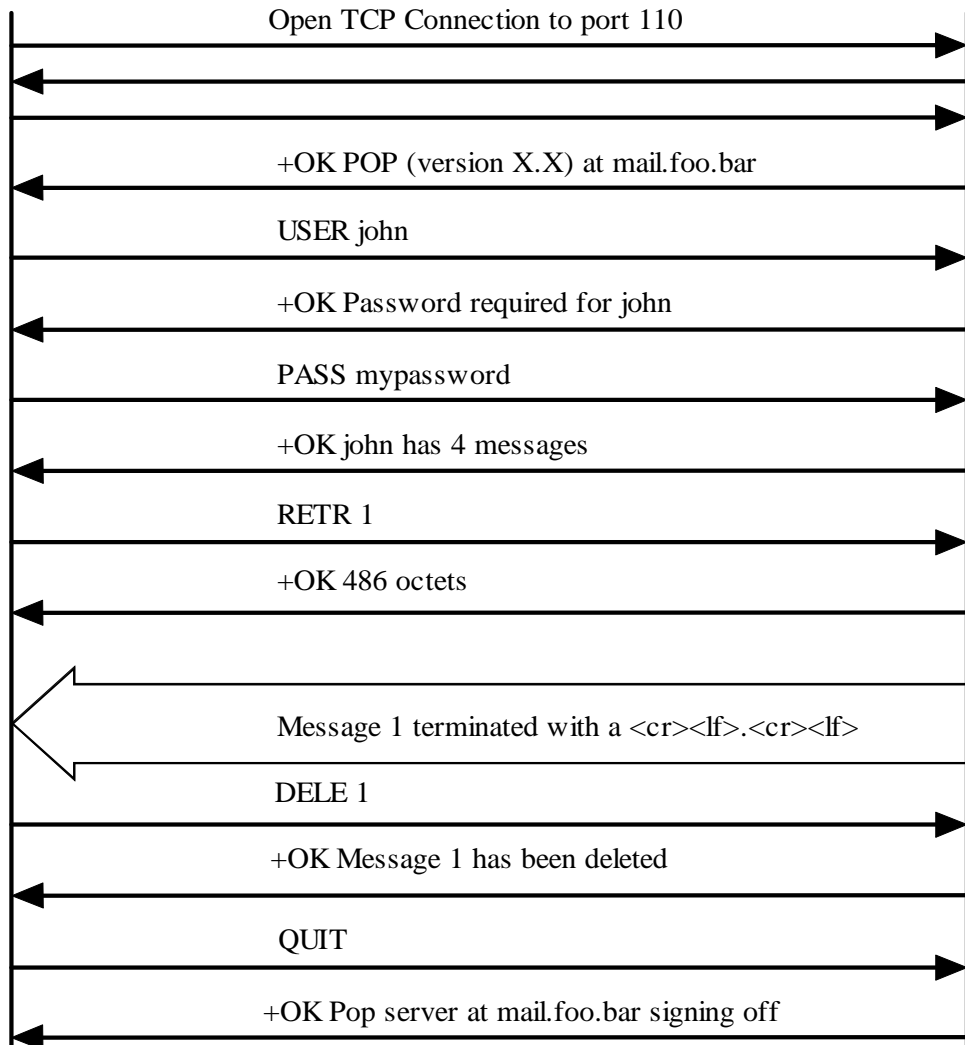 Open TCP Connection to port 110
+OK POP (version X.X) at mail.foo.bar
USER john
+OK Password required for john
PASS mypassword
+OK john has 4 messages
RETR 1
+OK 486 octets
Message 1 terminated with a <cr><lf>.<cr><lf>
DELE 1
+OK Message 1 has been deleted
QUIT
+OK Pop server at mail.foo.bar signing off